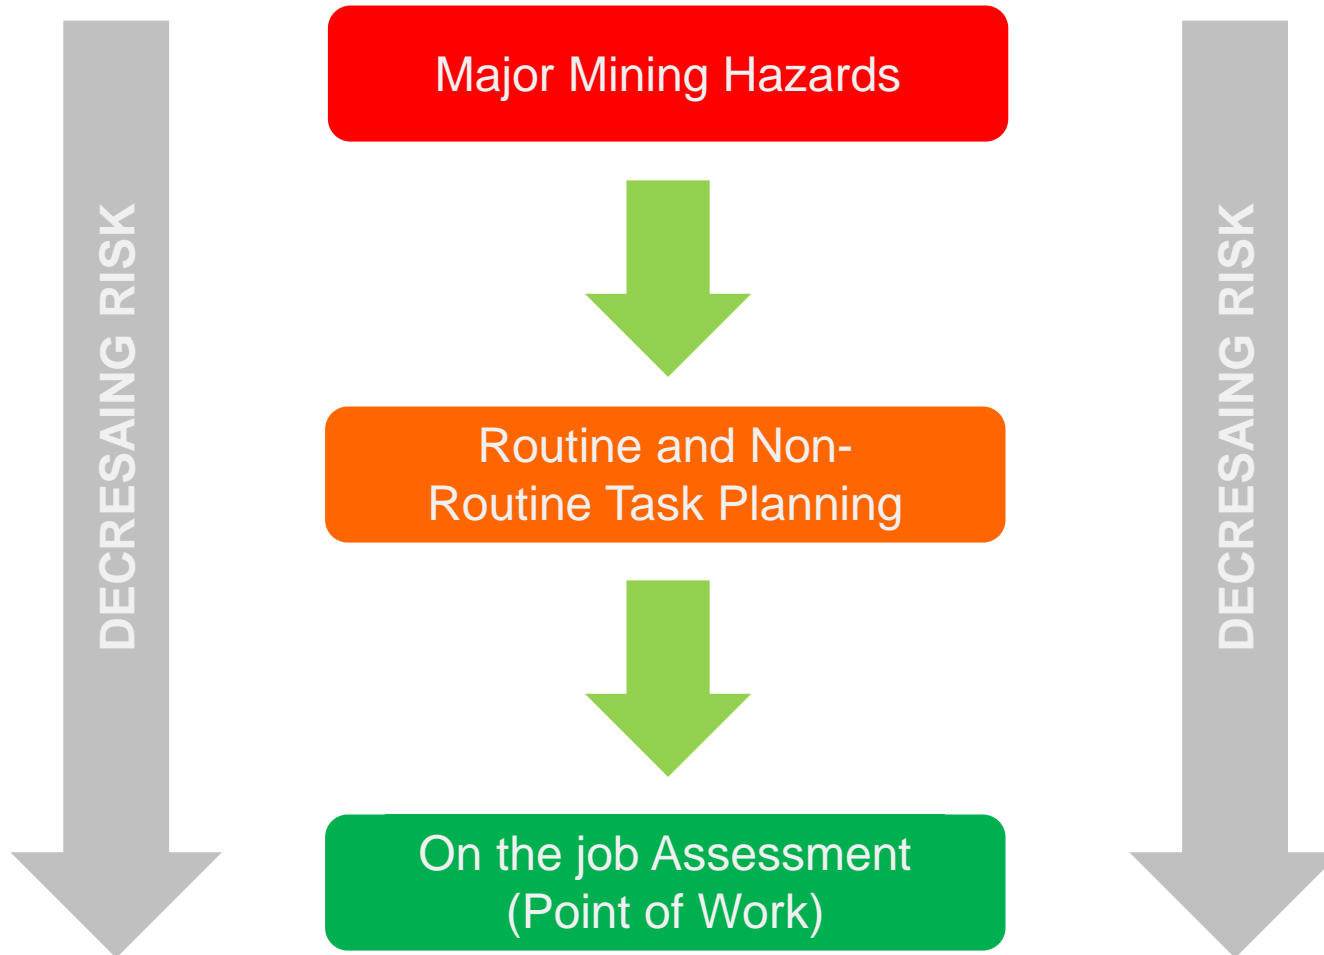 Major Mining Hazards
DECRESAING RISK
DECRESAING RISK
Routine and Non-
Routine Task Planning
On the job Assessment
(Point of Work)